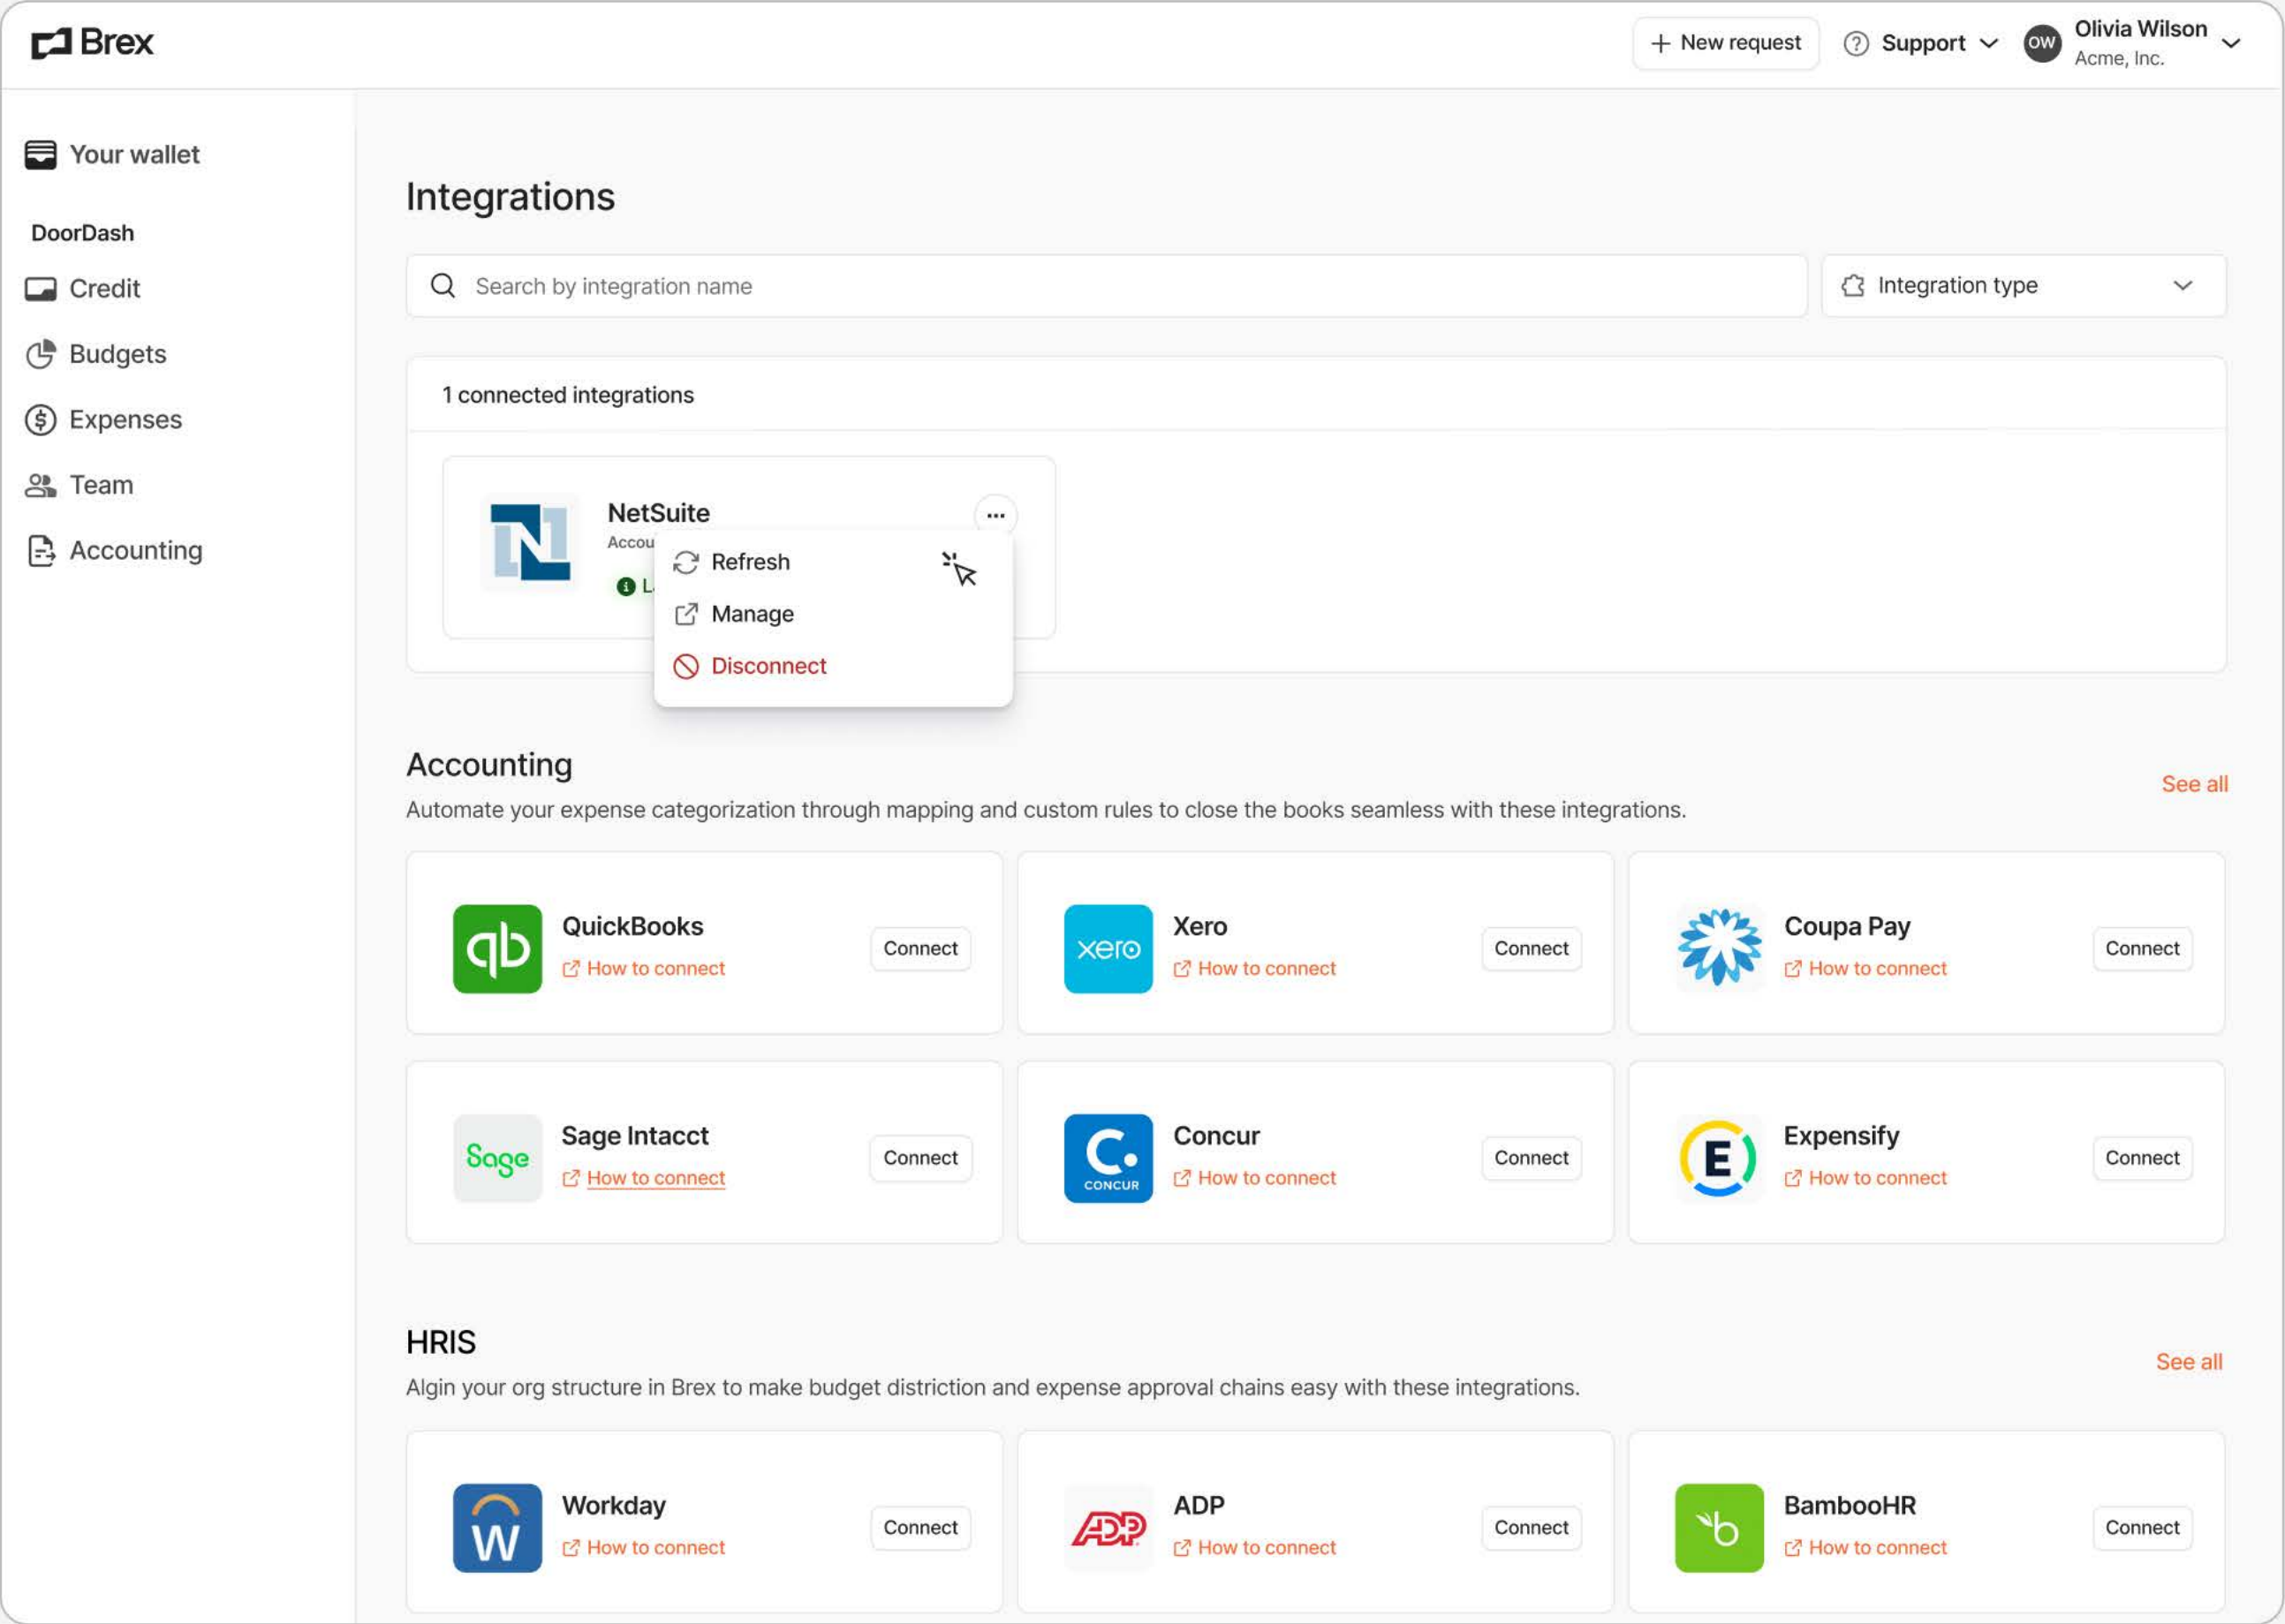 Brex
New request
Support
OW
Olivia Wilson
Acme, Inc.
Your wallet
DoorDash
Credit
Budgets
Expenses
Team
Accounting
Integrations
Search by integration name
Integration type
1 connected integrations
NetSuite
Accou
L
Refresh
Manage
Disconnect
Accounting
See all
Automate your expense categorization through mapping and custom rules to close the books seamless with these integrations.
qb
QuickBooks
How to connect
Connect
xero
Xero
How to connect
Connect
Coupa Pay
How to connect
Connect
Sage
Sage Intacct
How to connect
Connect
C.
CONCUR
Concur
How to connect
Connect
E
Expensify
How to connect
Connect
HRIS
See all
Algin your org structure in Brex to make budget distriction and expense approval chains easy with these integrations.
W
Workday
How to connect
Connect
ADP
ADP
How to connect
Connect
b
BambooHR
How to connect
Connect